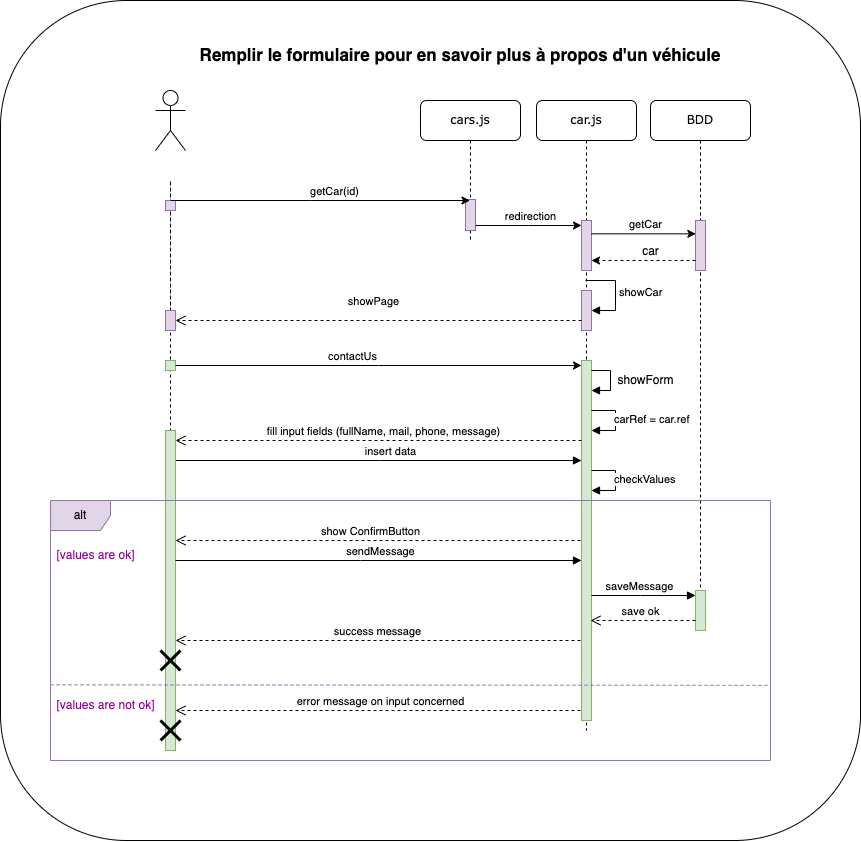 Remplir le formulaire pour en savoir plus à propos d'un véhicule
cars.js
car.js
BDD
getCar(id)
redirection
getCar
car
showCar
showPage
contactUs
showForm
carRef = car.ref
fill input fields (fullName, mail, phone, message)
insert data
checkValues
alt
show ConfirmButton
[values are ok]
sendMessage
saveMessage
save ok
success message
[values are not ok]
error message on input concerned